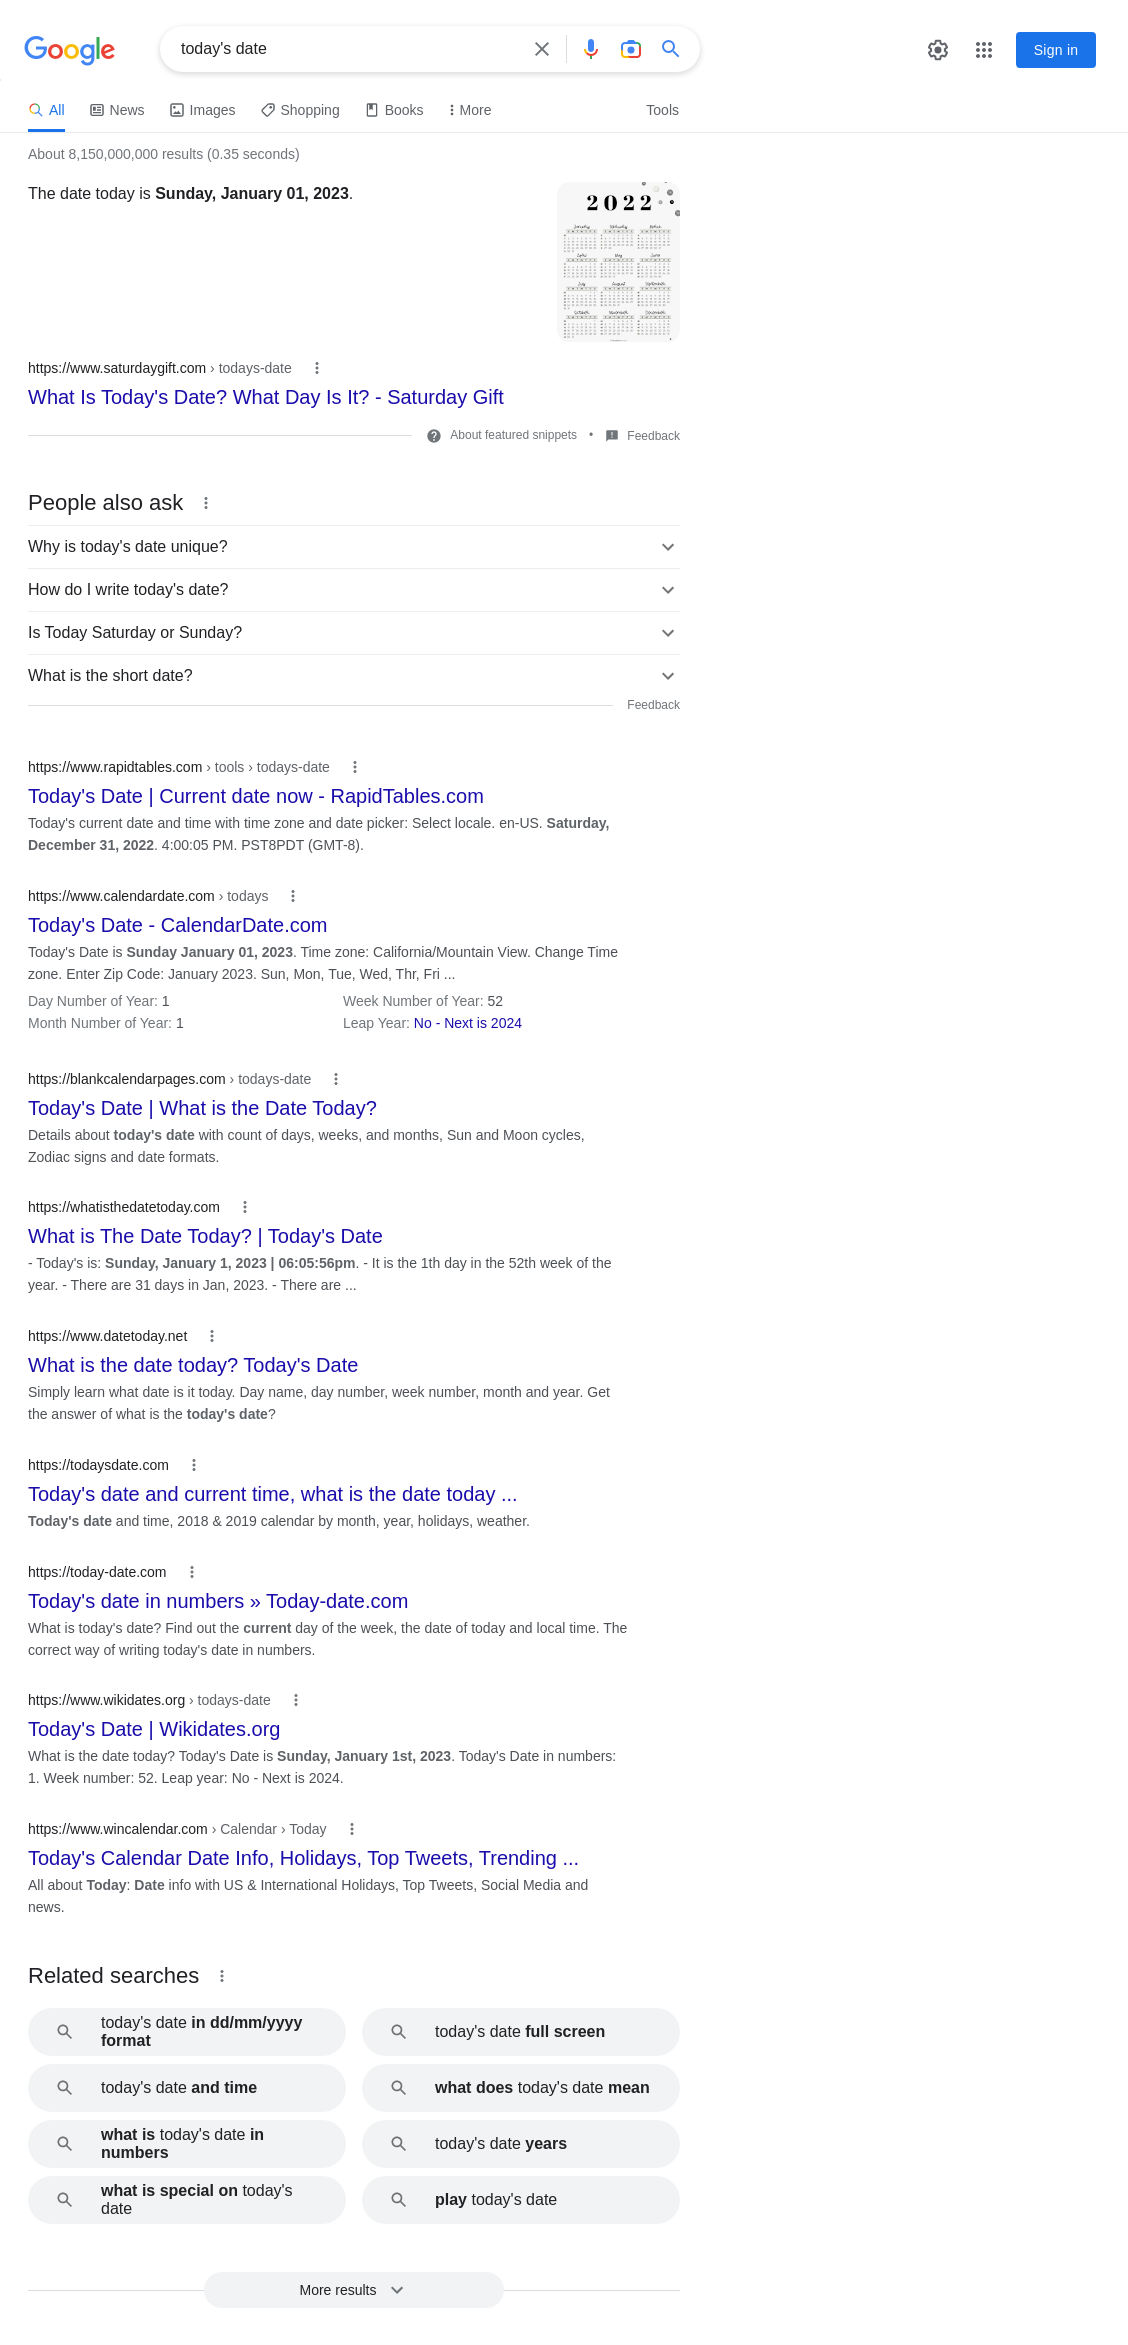 Google
today's date
Sign in
All
News
Images
Shopping
Books
More
Tools
About 8,150,000,000 results (0.35 seconds)
The date today is Sunday, January 01, 2023.
2022
https://www.saturdaygift.com › todays-date
What Is Today's Date? What Day Is It? - Saturday Gift
About featured snippets • Feedback
People also ask
Why is today's date unique?
How do I write today's date?
Is Today Saturday or Sunday?
What is the short date?
Feedback
https://www.rapidtables.com › tools › todays-date
Today's Date | Current date now - RapidTables.com
Today's current date and time with time zone and date picker: Select locale. en-US. Saturday,
December 31, 2022. 4:00:05 PM. PST8PDT (GMT-8).
https://www.calendardate.com › todays
Today's Date - CalendarDate.com
Today's Date is Sunday January 01, 2023. Time zone: California/Mountain View. Change Time
zone. Enter Zip Code: January 2023. Sun, Mon, Tue, Wed, Thr, Fri ...
Day Number of Year: 1
Week Number of Year: 52
Month Number of Year: 1
Leap Year: No - Next is 2024
https://blankcalendarpages.com › todays-date
Today's Date | What is the Date Today?
Details about today's date with count of days, weeks, and months, Sun and Moon cycles,
Zodiac signs and date formats.
https://whatisthedatetoday.com
What is The Date Today? | Today's Date
- Today's is: Sunday, January 1, 2023 | 06:05:56pm. - It is the 1th day in the 52th week of the
year. - There are 31 days in Jan, 2023. - There are ...
https://www.datetoday.net
What is the date today? Today's Date
Simply learn what date is it today. Day name, day number, week number, month and year. Get
the answer of what is the today's date?
https://todaysdate.com
Today's date and current time, what is the date today ...
Today's date and time, 2018 & 2019 calendar by month, year, holidays, weather.
https://today-date.com
Today's date in numbers » Today-date.com
What is today's date? Find out the current day of the week, the date of today and local time. The
correct way of writing today's date in numbers.
https://www.wikidates.org › todays-date
Today's Date | Wikidates.org
What is the date today? Today's Date is Sunday, January 1st, 2023. Today's Date in numbers:
1. Week number: 52. Leap year: No - Next is 2024.
https://www.wincalendar.com › Calendar › Today
Today's Calendar Date Info, Holidays, Top Tweets, Trending ...
All about Today: Date info with US & International Holidays, Top Tweets, Social Media and
news.
Related searches
today's date in dd/mm/yyyy
format
today's date full screen
today's date and time
what does today's date mean
what is today's date in
numbers
today's date years
what is special on today's
date
play today's date
More results